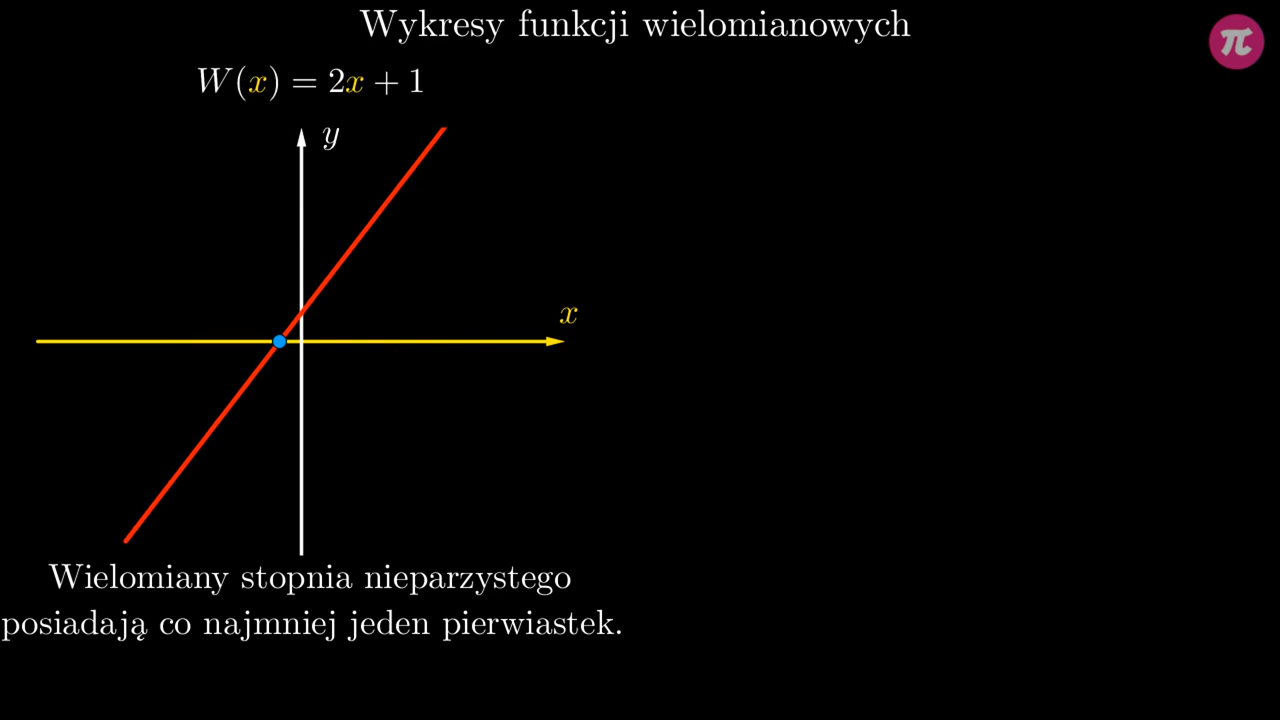 Wykresy funkcji wielomianowych
π
W(x) = 2x + 1
y
x
Wielomiany stopnia nieparzystego
posiadają co najmniej jeden pierwiastek.